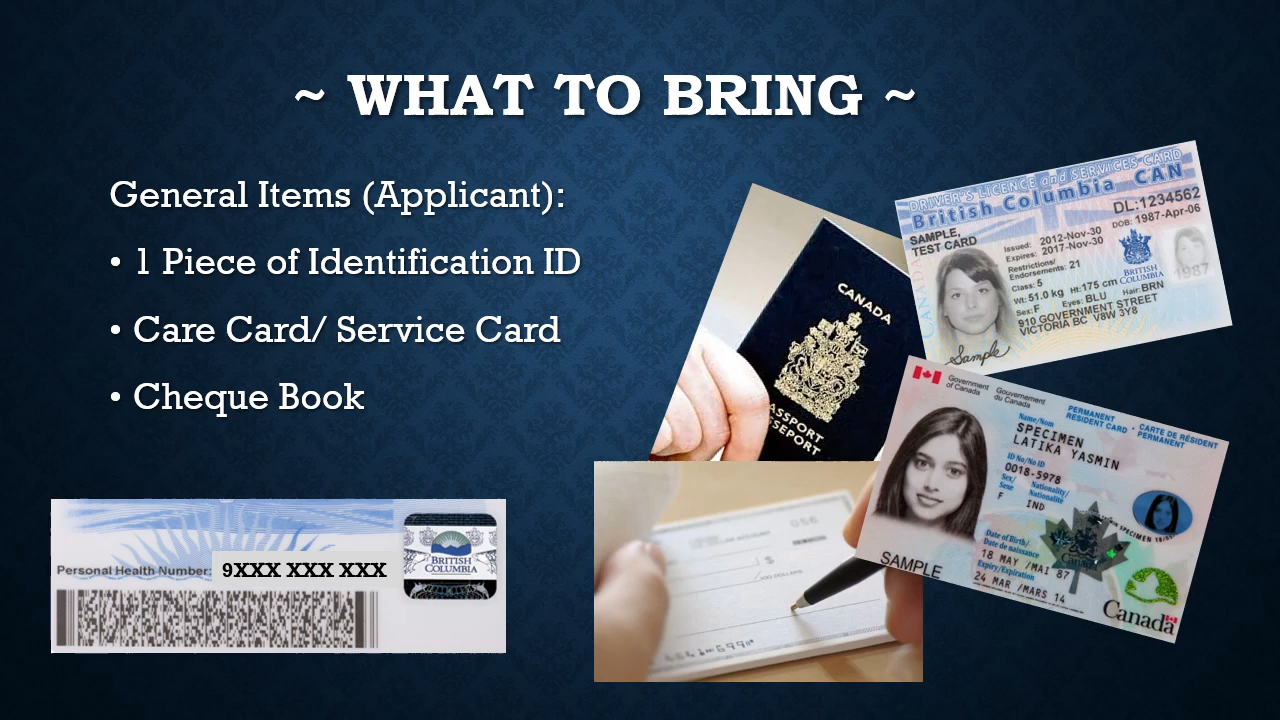 ~ WHAT TO BRING ~
General Items (Applicant):
• 1 Piece of Identification ID
• Care Card/ Service Card
• Cheque Book
Personal Health Number:
9XXX XXX XXX
BRITISH
COLUMBIA
CANADA
PASSEPORT
DRIVER'S LICENCE and SERVICES CARD
British Columbia CAN
DL:1234562
DOB: 1987-Apr-06
SAMPLE,
TEST CARD
Issued: 2012-Nov-30
Expires: 2017-Nov-30
Restrictions/
Endorsements: 21
Class: 5
Wt: 51.0 kg Ht:175 cm
Sex: F Eyes: BLU Hair: BRN
910 GOVERNMENT STREET
VICTORIA BC V8W 3Y8
BRITISH
COLUMBIA
1987
CANADA
Sample
Government
of Canada
Gouvernement
du Canada
PERMANENT
RESIDENT CARD
CARTE DE RÉSIDENT
PERMANENT
Name/Nom
SPECIMEN
LATIKA YASMIN
ID No/No ID
0018-5978
Sex/
Sexe
Nationality/
Nationalité
F IND
Date of Birth/
Date de naissance
18 MAY /MAI 87
Expiry/Expiration
24 MAR /MARS 14
SAMPLE
Canada